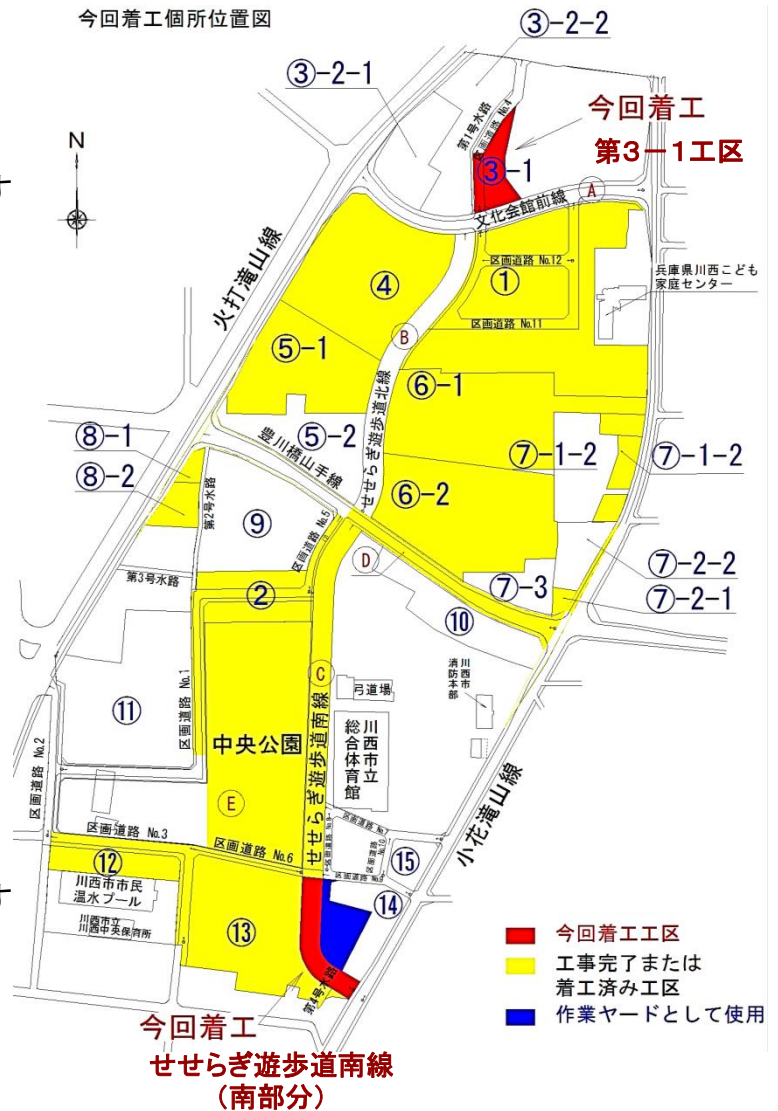 今回着工個所位置図
③-2-2
③-2-1
第1号水路
区画道路 No.4
今回着工
第3-1工区
③-1
N
す
文化会館前線
A
火打滝山線
区画道路 No.12
①
兵庫県川西こども
家庭センター
④
区画道路 No.11
B
⑤-1
⑥-1
せせらぎ遊歩道北線
⑧-1
⑤-2
豊川橋山手線
⑦-1-2
⑦-1-2
⑧-2
第2号水路
⑥-2
⑨
区画道路 No.5
D
⑦-2-2
第3号水路
②
⑦-3
⑦-2-1
⑩
C
川西市
消防本部
弓道場
⑪
区画道路 No.1
中央公園
せせらぎ遊歩道南線
川西市立
総合体育館
区画道路 No.2
E
小花滝山線
区画道路 No.3
区画道路 No.6
区画道路 No.10
⑮
⑫
川西市市民
温水プール
⑭
す
川西市立
川西中央保育所
⑬
第4号水路
今回着工
せせらぎ遊歩道南線
(南部分)
今回着工工区
工事完了または
着工済み工区
作業ヤードとして使用